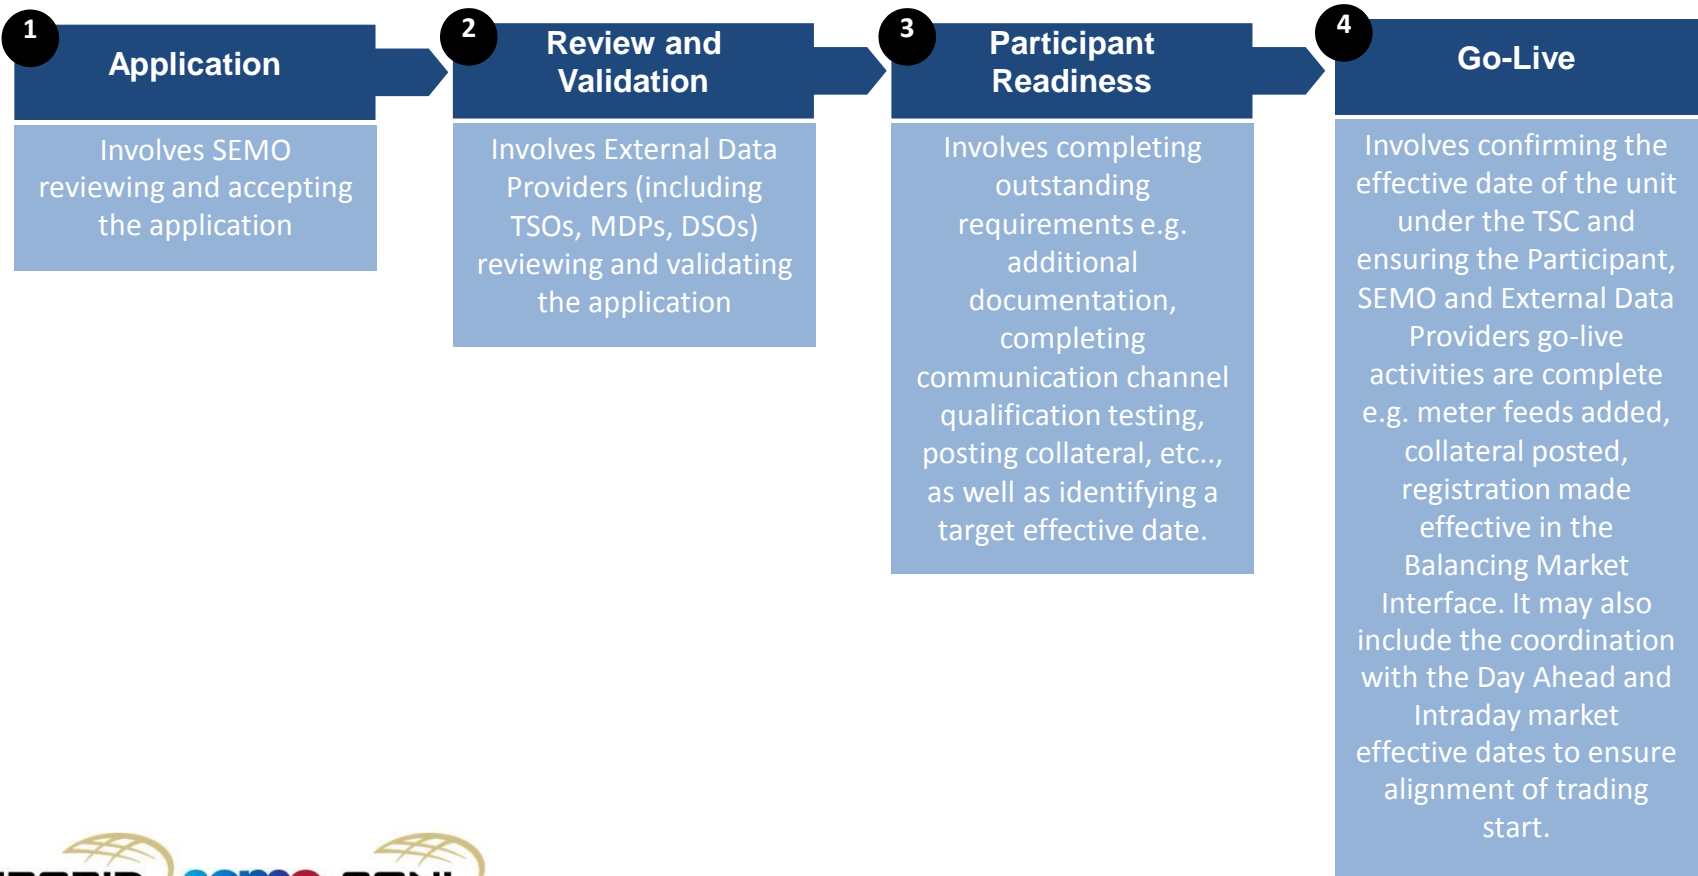 1
Application
Involves SEMO
reviewing and accepting
the application
2
Review and
Validation
Involves External Data
Providers (including
TSOs, MDPs, DSOs)
reviewing and validating
the application
3
Participant
Readiness
Involves completing
outstanding
requirements e.g.
additional
documentation,
completing
communication channel
qualification testing,
posting collateral, etc..,
as well as identifying a
target effective date.
4
Go-Live
Involves confirming the
effective date of the unit
under the TSC and
ensuring the Participant,
SEMO and External Data
Providers go-live
activities are complete
e.g. meter feeds added,
collateral posted,
registration made
effective in the
Balancing Market
Interface. It may also
include the coordination
with the Day Ahead and
Intraday market
effective dates to ensure
alignment of trading
start.